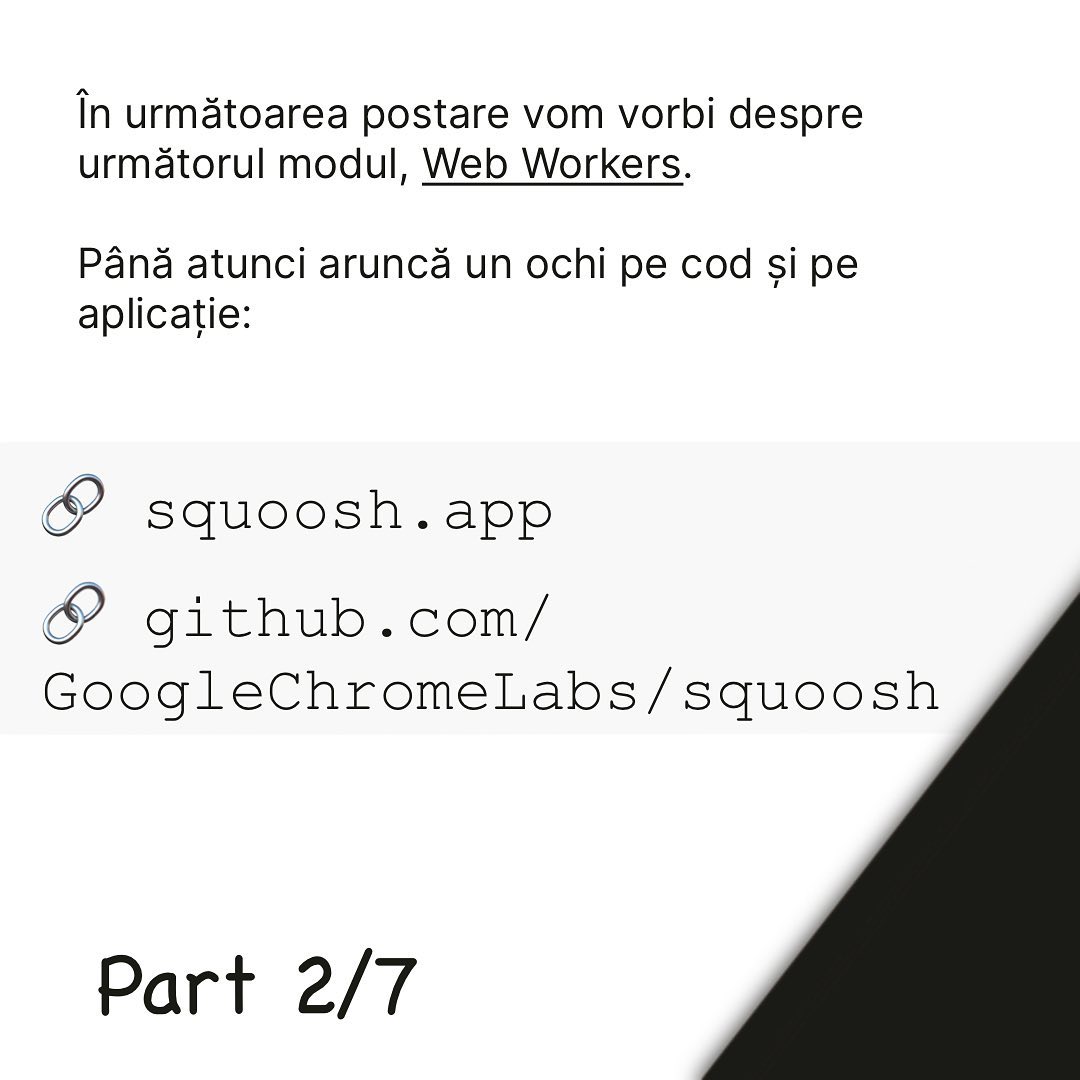 În următoarea postare vom vorbi despre
următorul modul, Web Workers.
Până atunci aruncă un ochi pe cod și pe
aplicație:
🔗 squoosh.app
🔗 github.com/
GoogleChromeLabs/squoosh
Part 2/7